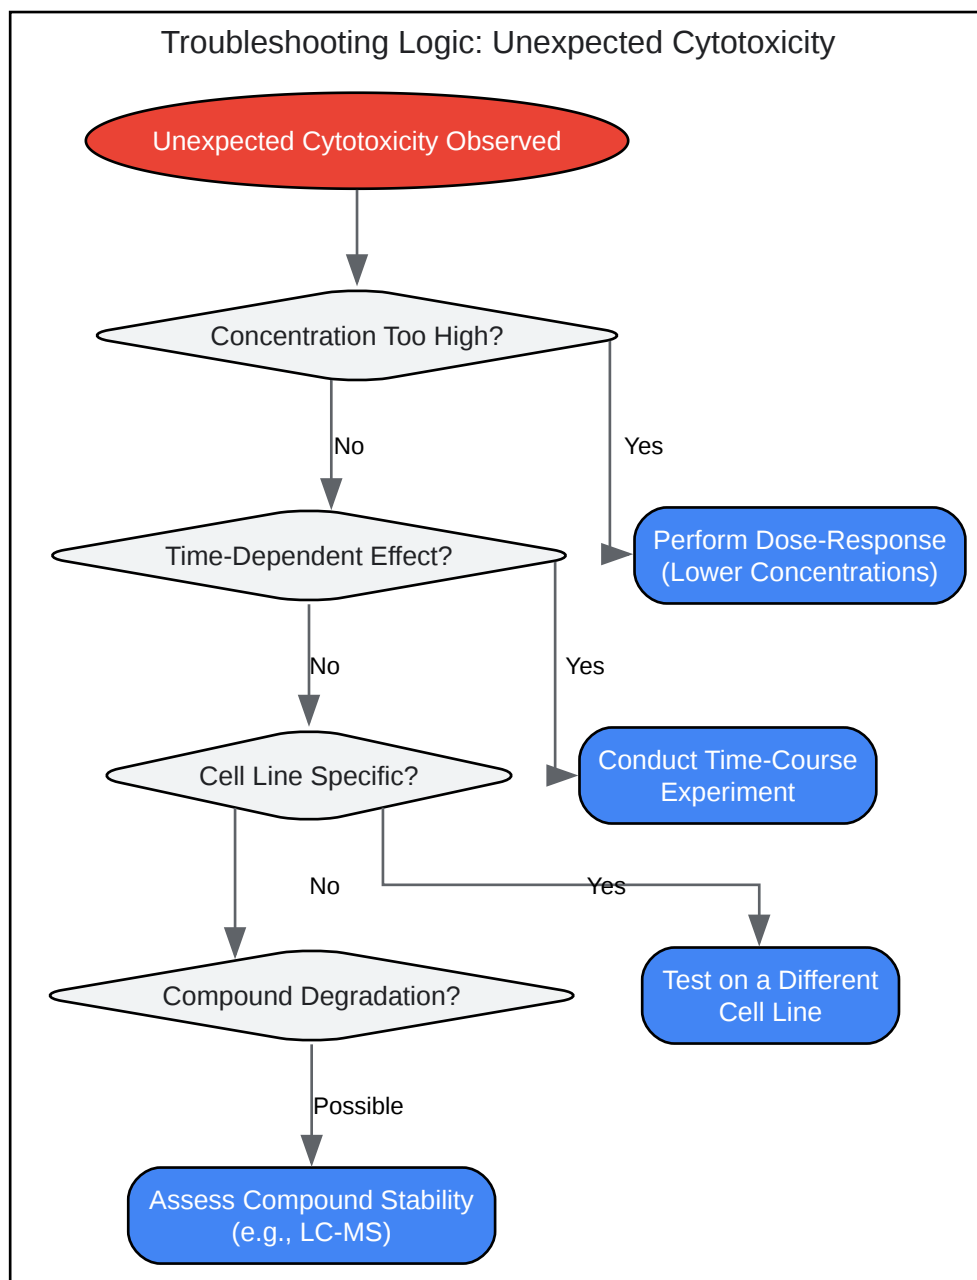 Troubleshooting Logic: Unexpected Cytotoxicity
Unexpected Cytotoxicity Observed
Concentration Too High?
No
Yes
Perform Dose-Response
(Lower Concentrations)
Time-Dependent Effect?
No
Yes
Conduct Time-Course
Experiment
Cell Line Specific?
No
Yes
Test on a Different
Cell Line
Compound Degradation?
Possible
Assess Compound Stability
(e.g., LC-MS)